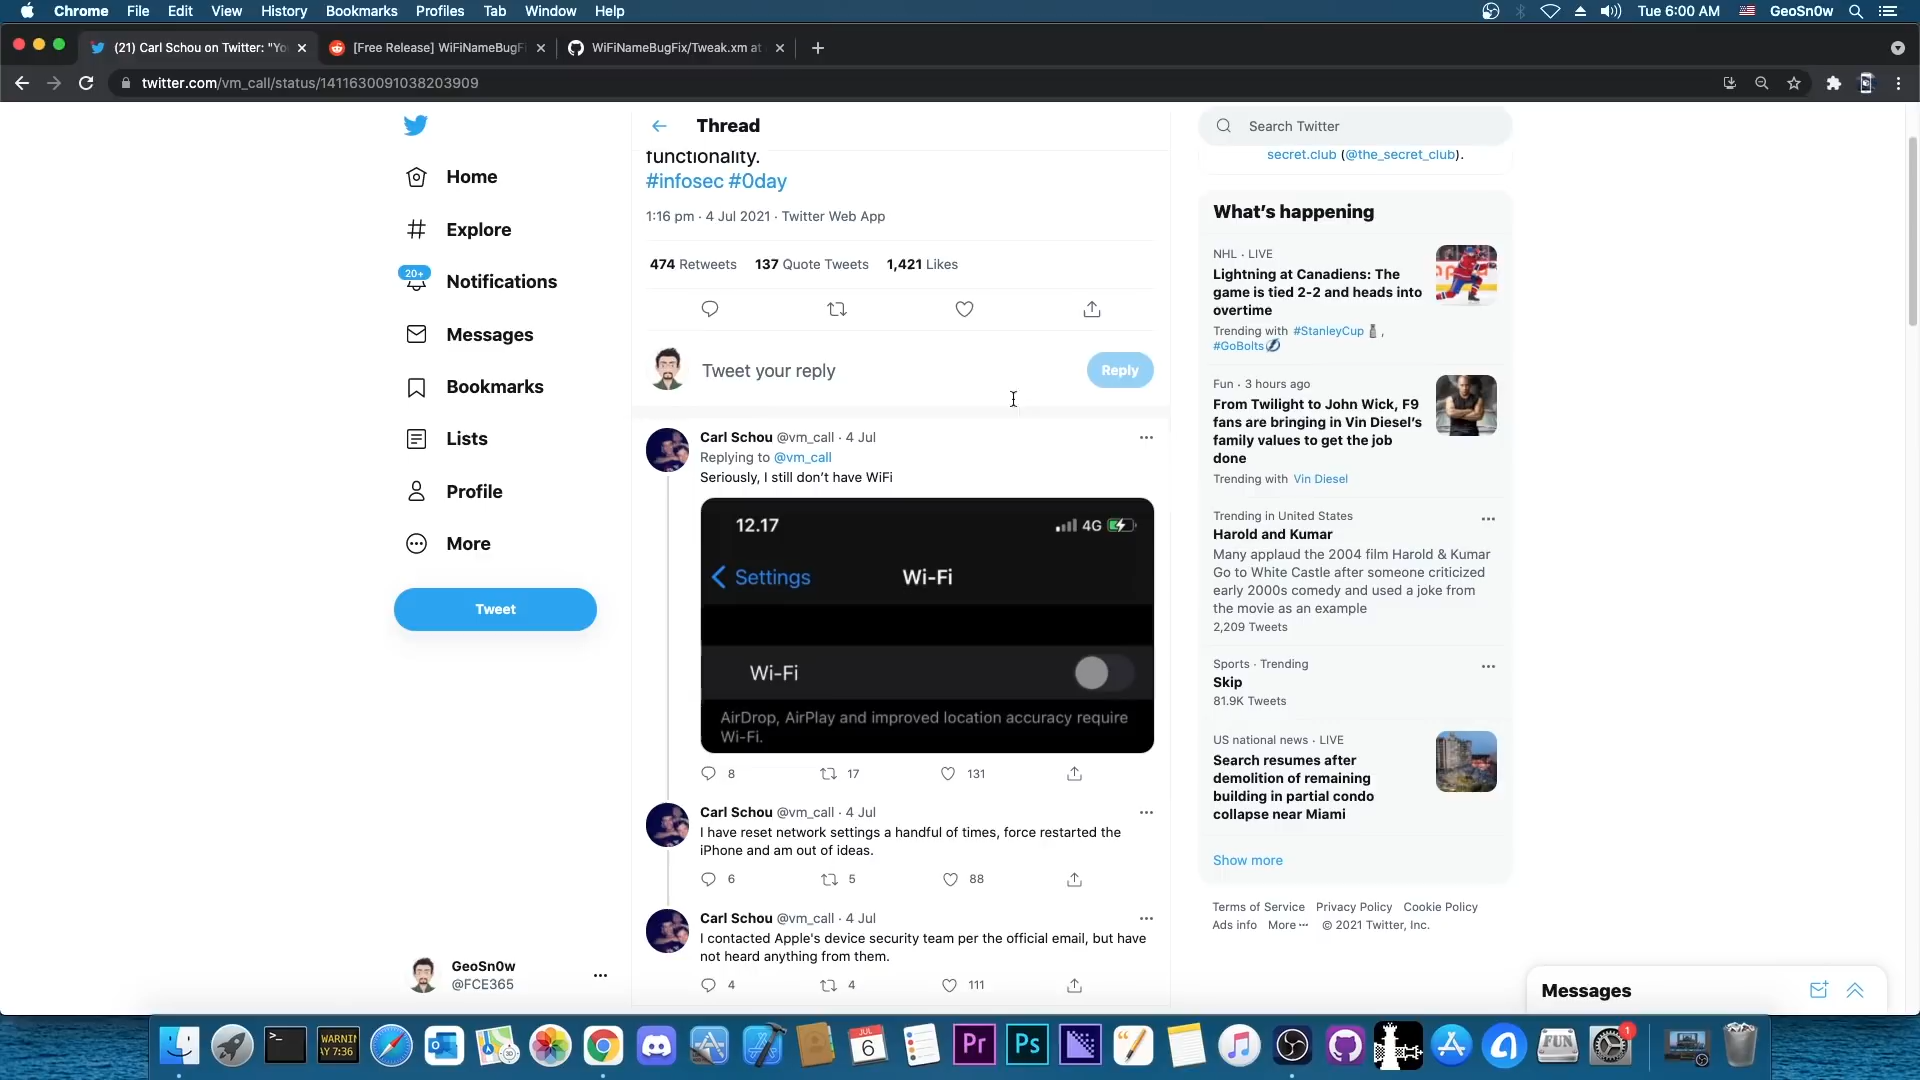 Chrome File Edit View History Bookmarks Profiles Tab Window Help Tue 6:00 AM GeoSn0w
(21) Carl Schou on Twitter: "Yo [Free Release] WiFiNameBugFi WiFiNameBugFix/Tweak.xm at
twitter.com/vm_call/status/1411630091038203909
Home
Explore
20+
Notifications
Messages
Bookmarks
Lists
Profile
More
Tweet
GeoSn0w
@FCE365
Thread
functionality.
#infosec #0day
1:16 pm · 4 Jul 2021 · Twitter Web App
474 Retweets 137 Quote Tweets 1,421 Likes
Tweet your reply
Reply
Carl Schou @vm_call · 4 Jul
Replying to @vm_call
Seriously, I still don't have WiFi
12.17 4G
Settings Wi-Fi
Wi-Fi
AirDrop, AirPlay and improved location accuracy require
Wi-Fi.
8 17 131
Carl Schou @vm_call · 4 Jul
I have reset network settings a handful of times, force restarted the
iPhone and am out of ideas.
6 5 88
Carl Schou @vm_call · 4 Jul
I contacted Apple's device security team per the official email, but have
not heard anything from them.
4 4 111
Search Twitter
secret.club (@the_secret_club).
What's happening
NHL · LIVE
Lightning at Canadiens: The
game is tied 2-2 and heads into
overtime
Trending with #StanleyCup ,
#GoBolts
Fun · 3 hours ago
From Twilight to John Wick, F9
fans are bringing in Vin Diesel's
family values to get the job
done
Trending with Vin Diesel
Trending in United States
Harold and Kumar
Many applaud the 2004 film Harold & Kumar
Go to White Castle after someone criticized
early 2000s comedy and used a joke from
the movie as an example
2,209 Tweets
Sports · Trending
Skip
81.9K Tweets
US national news · LIVE
Search resumes after
demolition of remaining
building in partial condo
collapse near Miami
Show more
Terms of Service Privacy Policy Cookie Policy
Ads info More © 2021 Twitter, Inc.
Messages
WARNIN
AY 7:36
JUL
6
Pr
Ps
FUN
1